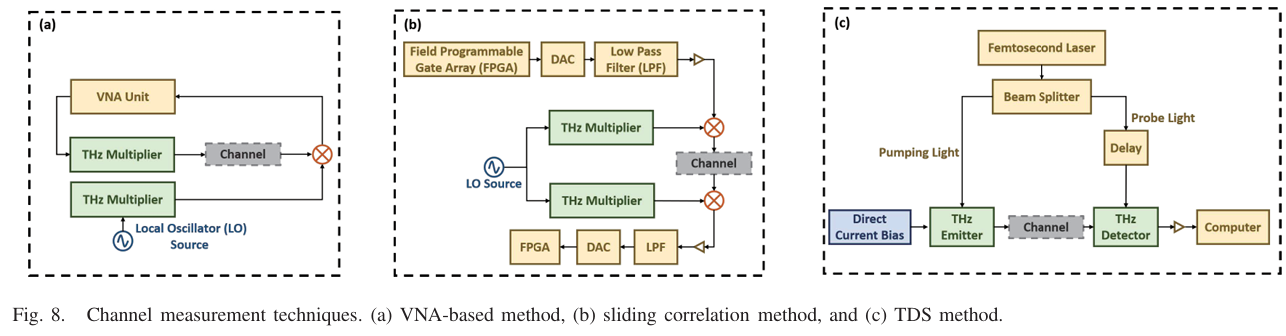 (a)
VNA Unit
THz Multiplier
Channel
THz Multiplier
Local Oscillator (LO)
Source
(b)
Field Programmable
Gate Array (FPGA)
DAC
Low Pass
Filter (LPF)
THz Multiplier
LO Source
Channel
THz Multiplier
FPGA
DAC
LPF
(c)
Femtosecond Laser
Beam Splitter
Probe Light
Pumping Light
Delay
Direct
Current Bias
THz
Emitter
Channel
THz
Detector
Computer
Fig. 8. Channel measurement techniques. (a) VNA-based method, (b) sliding correlation method, and (c) TDS method.